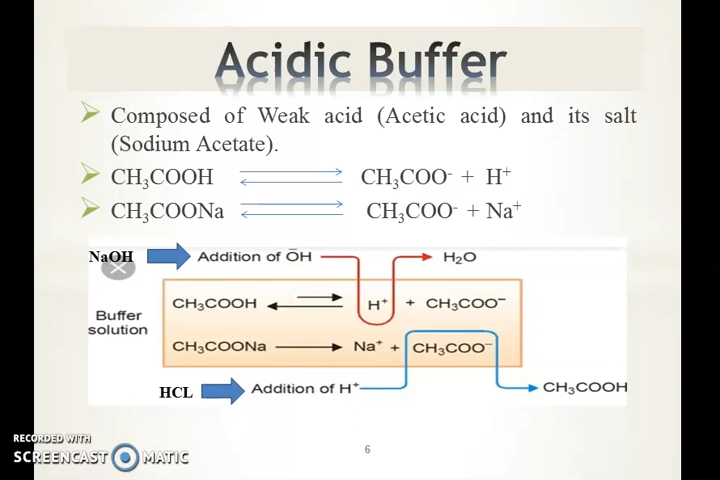 Acidic Buffer
Composed of Weak acid (Acetic acid) and its salt
(Sodium Acetate).
CH₃COOH ⇌ CH₃COO⁻ + H⁺
CH₃COONa ⇌ CH₃COO⁻ + Na⁺
NaOH Addition of ŌH → H₂O
Buffer
solution
CH₃COOH ⇌ H⁺ + CH₃COO⁻
CH₃COONa → Na⁺ + CH₃COO⁻
HCL Addition of H⁺ → CH₃COOH
6
RECORDED WITH
SCREENCAST MATIC